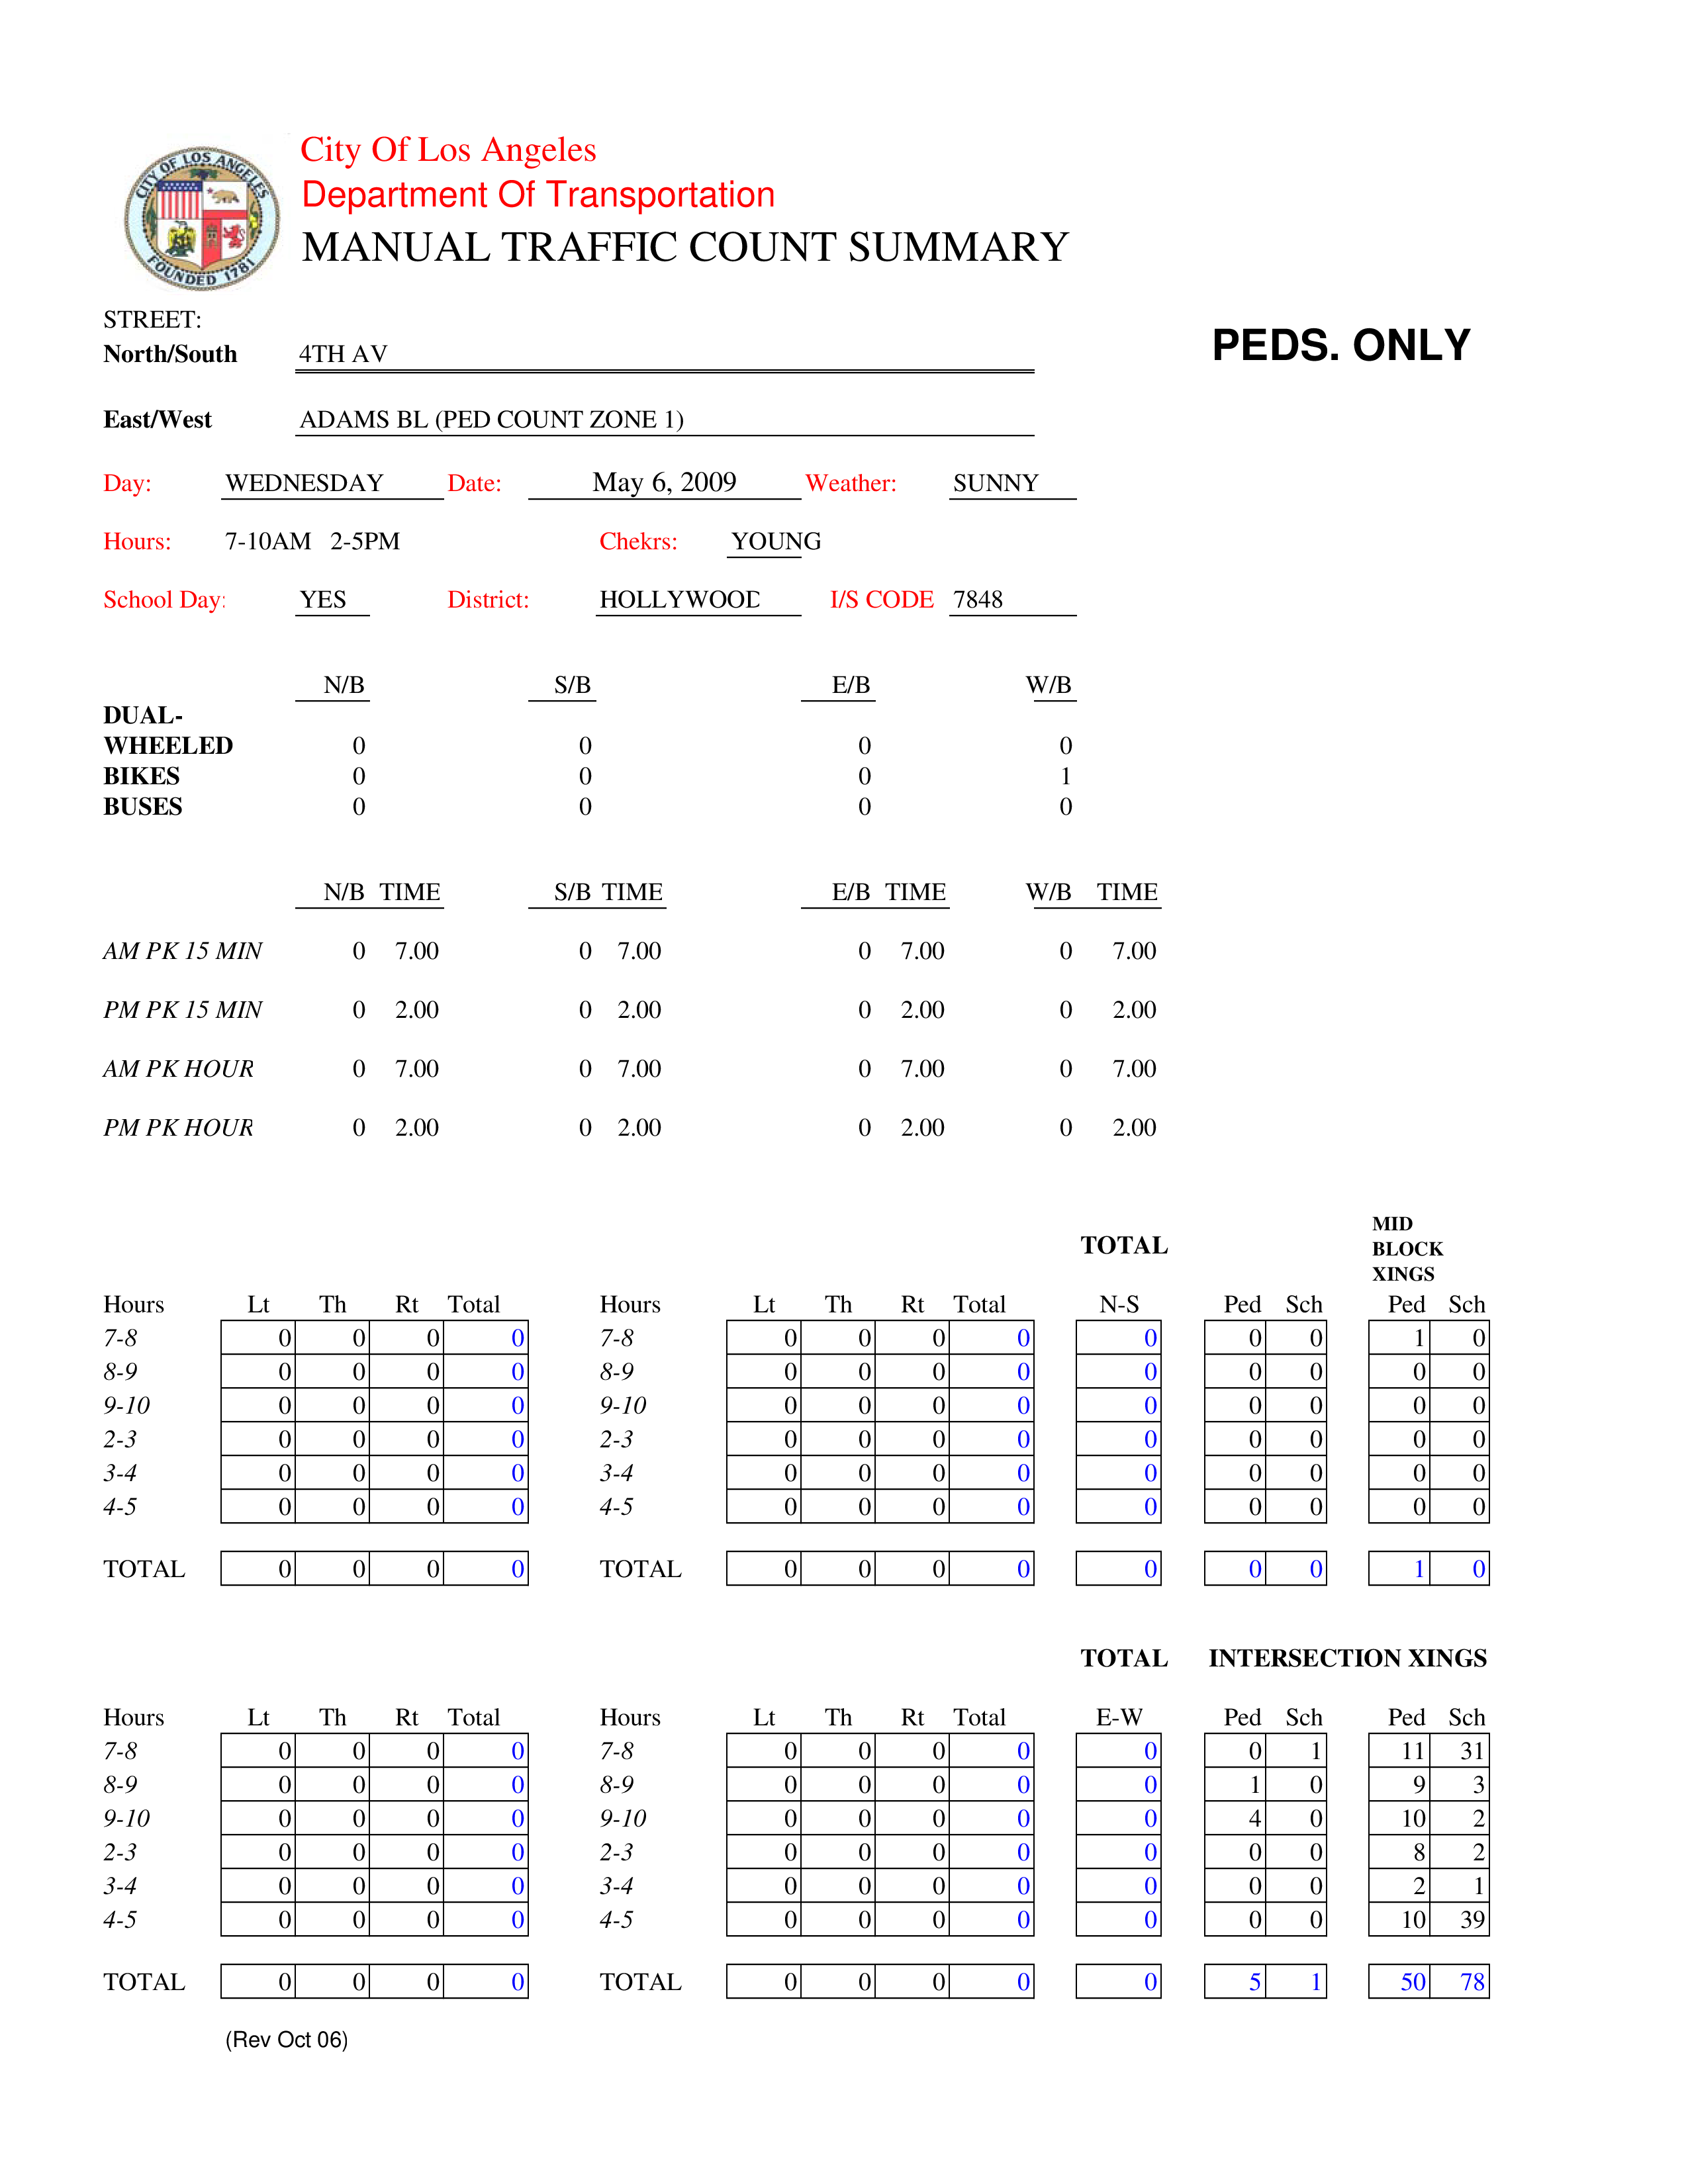 CITY OF LOS ANGELES
FOUNDED 1781
City Of Los Angeles
Department Of Transportation
MANUAL TRAFFIC COUNT SUMMARY
STREET:
North/South 4TH AV PEDS. ONLY
East/West ADAMS BL (PED COUNT ZONE 1)
Day: WEDNESDAY Date: May 6, 2009 Weather: SUNNY
Hours: 7-10AM 2-5PM Chekrs: YOUNG
School Day: YES District: HOLLYWOOD I/S CODE 7848
N/B S/B E/B W/B
DUAL-
WHEELED 0 0 0 0
BIKES 0 0 0 1
BUSES 0 0 0 0
N/B TIME S/B TIME E/B TIME W/B TIME
AM PK 15 MIN 0 7.00 0 7.00 0 7.00 0 7.00
PM PK 15 MIN 0 2.00 0 2.00 0 2.00 0 2.00
AM PK HOUR 0 7.00 0 7.00 0 7.00 0 7.00
PM PK HOUR 0 2.00 0 2.00 0 2.00 0 2.00
MID
TOTAL BLOCK
XINGS
Hours Lt Th Rt Total Hours Lt Th Rt Total N-S Ped Sch Ped Sch
7-8 0 0 0 0 7-8 0 0 0 0 0 0 0 1 0
8-9 0 0 0 0 8-9 0 0 0 0 0 0 0 0 0
9-10 0 0 0 0 9-10 0 0 0 0 0 0 0 0 0
2-3 0 0 0 0 2-3 0 0 0 0 0 0 0 0 0
3-4 0 0 0 0 3-4 0 0 0 0 0 0 0 0 0
4-5 0 0 0 0 4-5 0 0 0 0 0 0 0 0 0
TOTAL 0 0 0 0 TOTAL 0 0 0 0 0 0 0 1 0
TOTAL INTERSECTION XINGS
Hours Lt Th Rt Total Hours Lt Th Rt Total E-W Ped Sch Ped Sch
7-8 0 0 0 0 7-8 0 0 0 0 0 0 1 11 31
8-9 0 0 0 0 8-9 0 0 0 0 0 1 0 9 3
9-10 0 0 0 0 9-10 0 0 0 0 0 4 0 10 2
2-3 0 0 0 0 2-3 0 0 0 0 0 0 0 8 2
3-4 0 0 0 0 3-4 0 0 0 0 0 0 0 2 1
4-5 0 0 0 0 4-5 0 0 0 0 0 0 0 10 39
TOTAL 0 0 0 0 TOTAL 0 0 0 0 0 5 1 50 78
(Rev Oct 06)